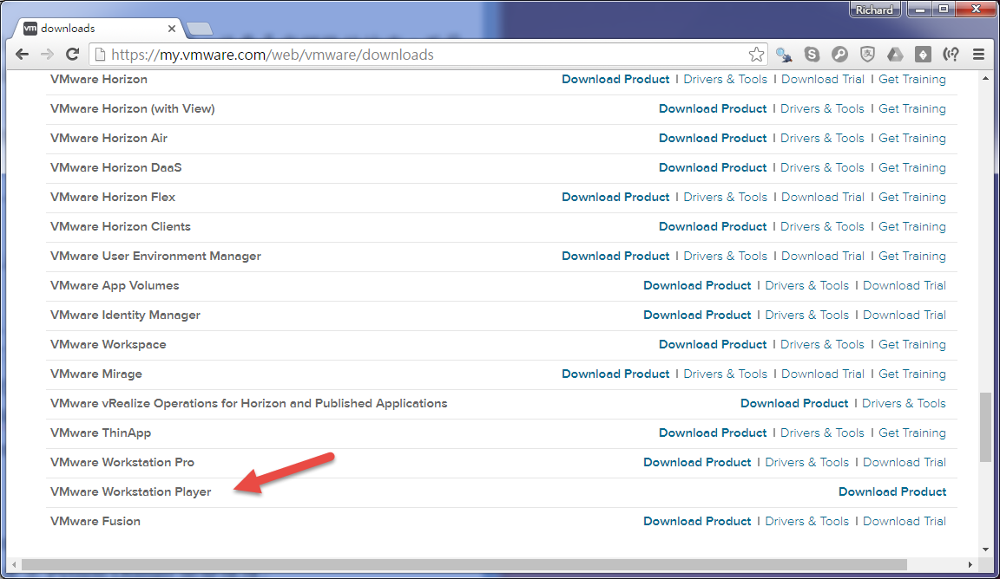 Richard
vm downloads
https://my.vmware.com/web/vmware/downloads
VMware Horizon Download Product | Drivers & Tools | Download Trial | Get Training
VMware Horizon (with View) Download Product | Drivers & Tools | Get Training
VMware Horizon Air Download Product | Drivers & Tools | Get Training
VMware Horizon DaaS Download Product | Drivers & Tools | Get Training
VMware Horizon Flex Download Product | Drivers & Tools | Download Trial | Get Training
VMware Horizon Clients Download Product | Drivers & Tools | Get Training
VMware User Environment Manager Download Product | Drivers & Tools | Download Trial | Get Training
VMware App Volumes Download Product | Drivers & Tools | Download Trial
VMware Identity Manager Download Product | Drivers & Tools | Download Trial
VMware Workspace Download Product | Drivers & Tools | Get Training
VMware Mirage Download Product | Drivers & Tools | Download Trial | Get Training
VMware vRealize Operations for Horizon and Published Applications Download Product | Drivers & Tools
VMware ThinApp Download Product | Drivers & Tools | Get Training
VMware Workstation Pro Download Product | Drivers & Tools | Download Trial
VMware Workstation Player Download Product
VMware Fusion Download Product | Drivers & Tools | Download Trial